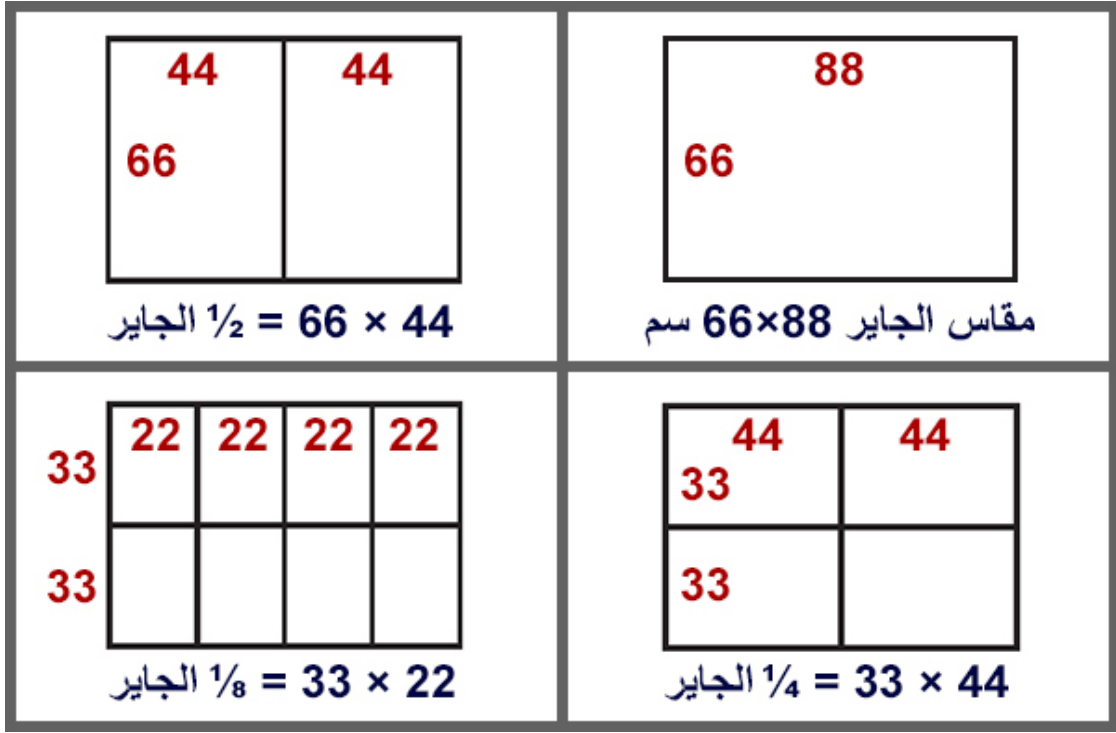 88
66
مقاس الجاير 88×66 سم
44 44
66
½ الجاير = 66 × 44
44 44
33
33
¼ الجاير = 33 × 44
22 22 22 22
33
33
⅛ الجاير = 33 × 22